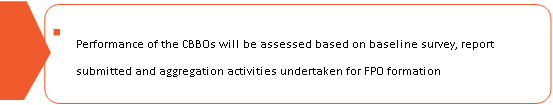 Performance of the CBBOs will be assessed based on baseline survey, report
submitted and aggregation activities undertaken for FPO formation